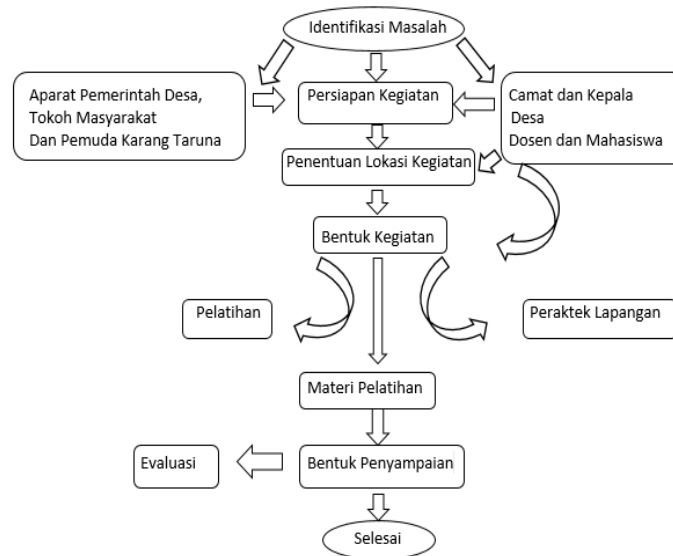 Identifikasi Masalah
Aparat Pemerintah Desa,
Tokoh Masyarakat
Dan Pemuda Karang Taruna
Persiapan Kegiatan
Camat dan Kepala
Desa
Dosen dan Mahasiswa
Penentuan Lokasi Kegiatan
Bentuk Kegiatan
Pelatihan
Peraktek Lapangan
Materi Pelatihan
Evaluasi
Bentuk Penyampaian
Selesai